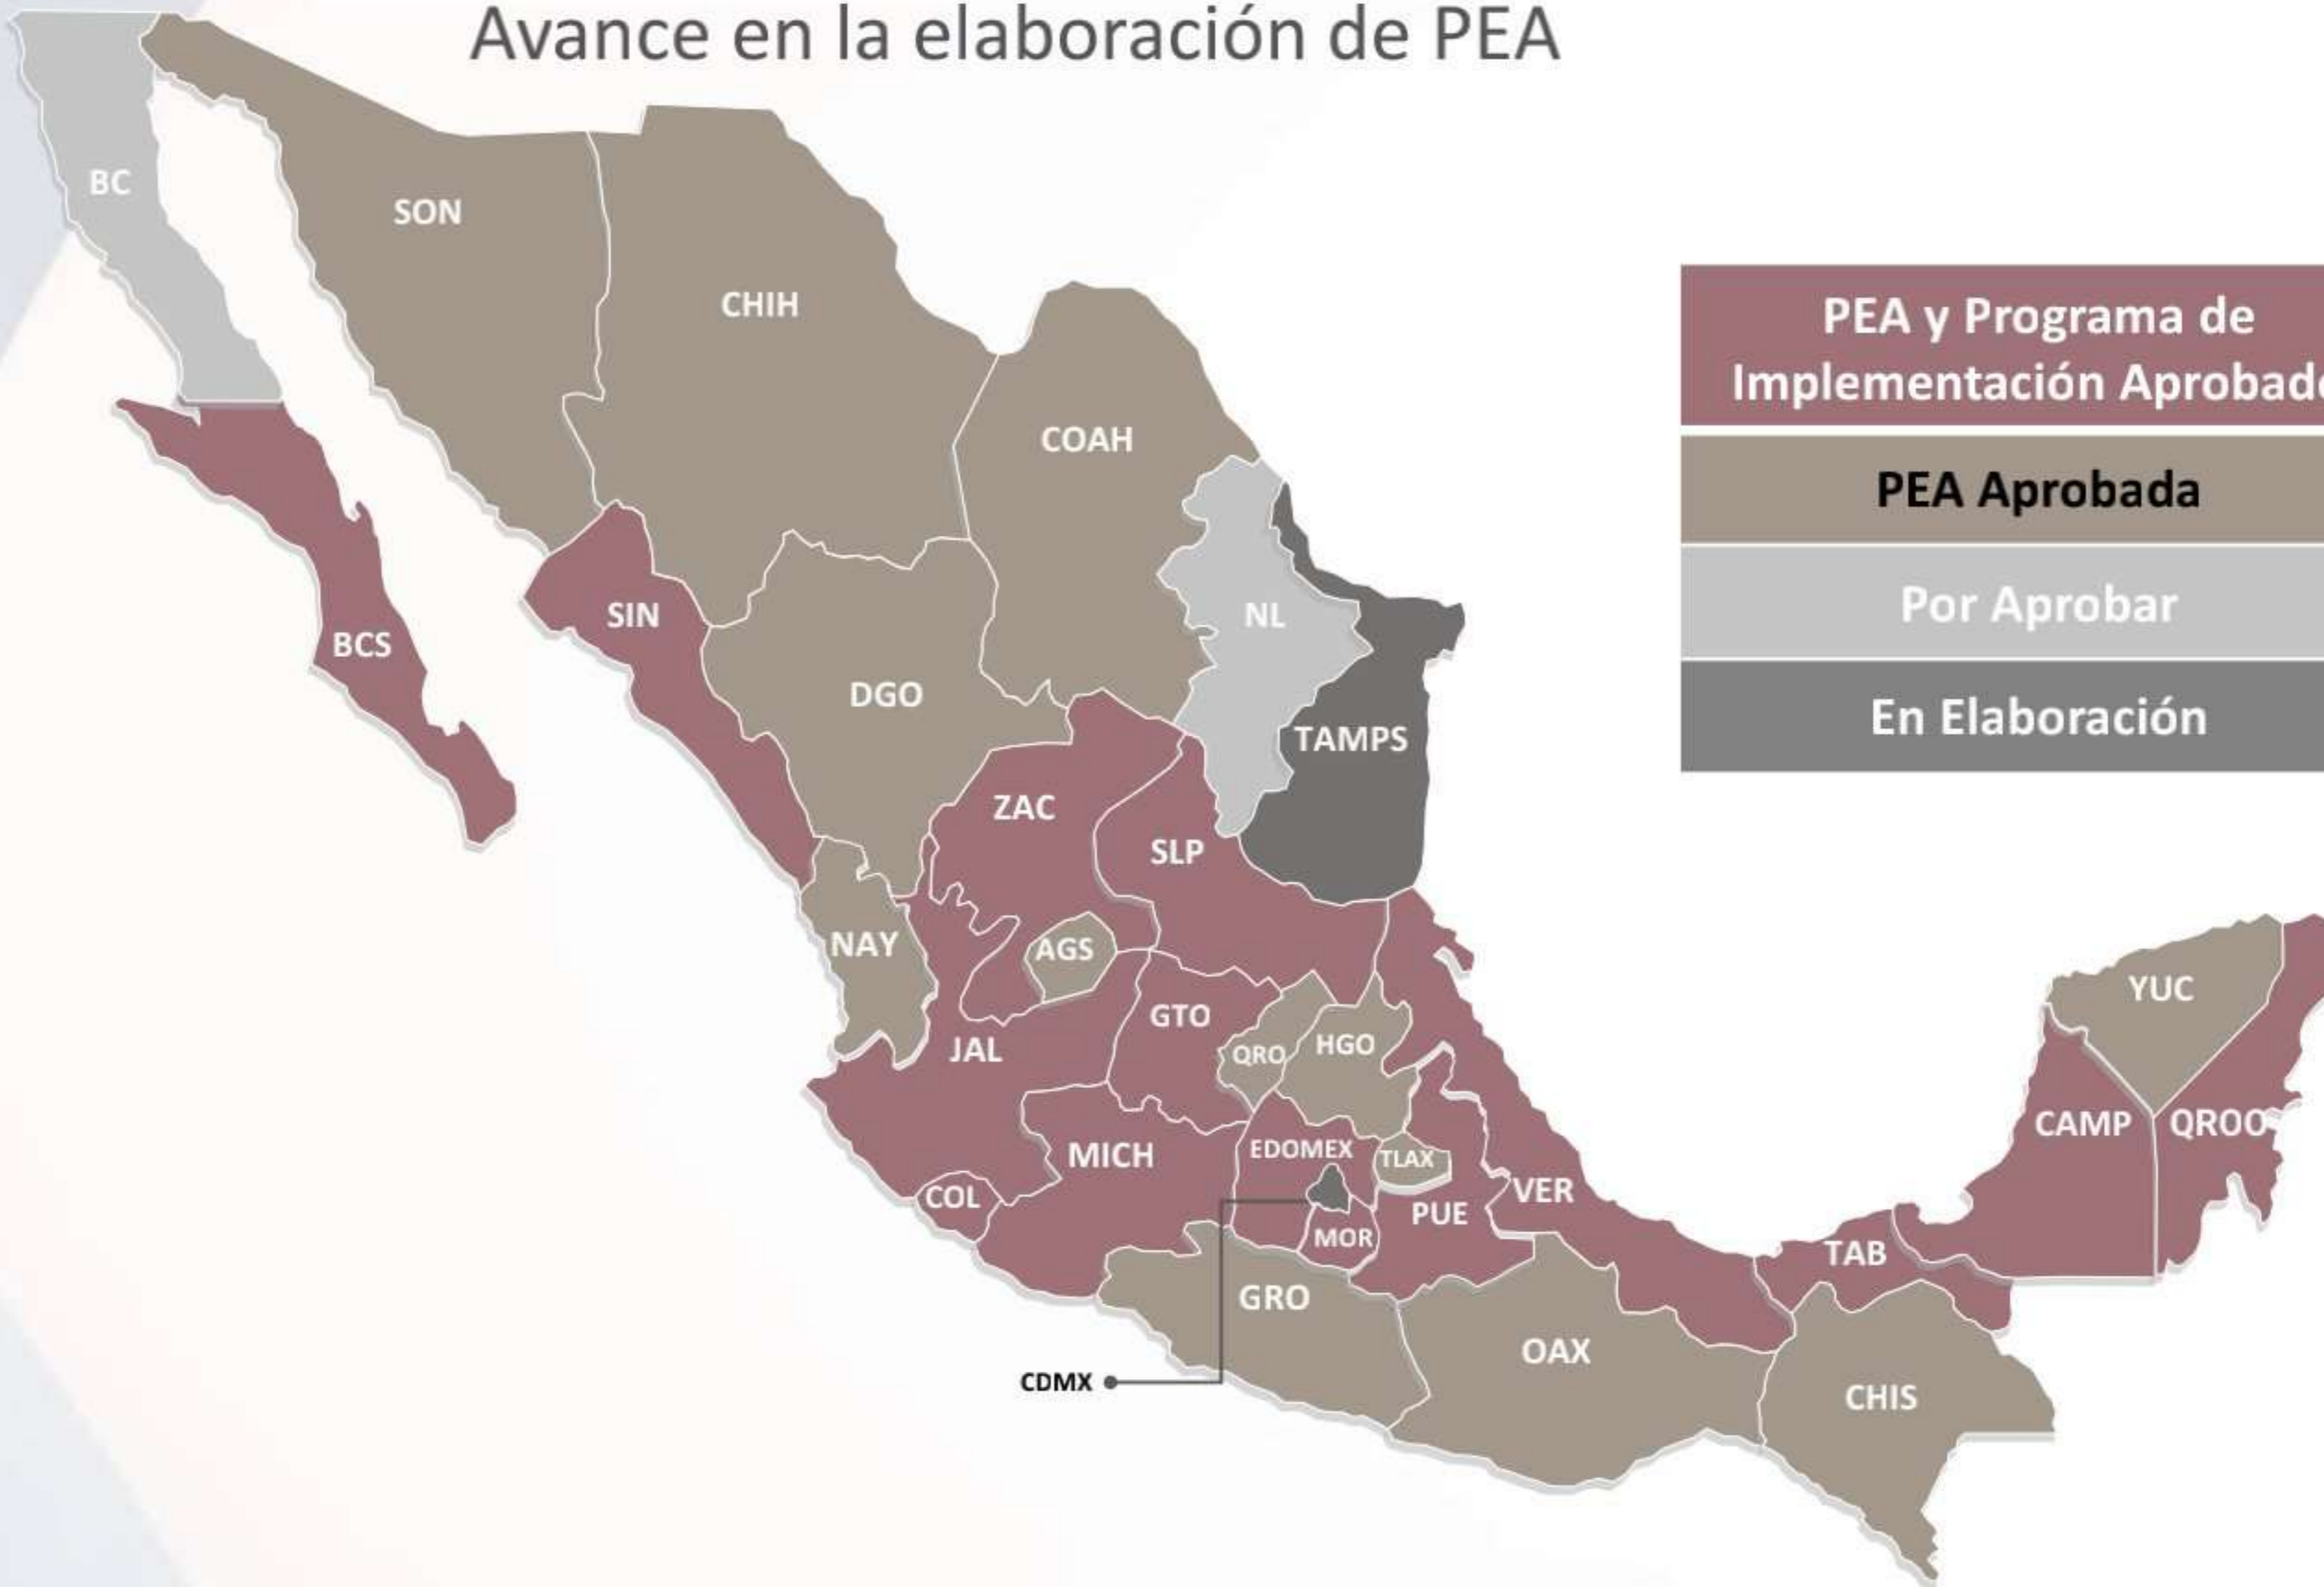 Avance en la elaboración de PEA
BC
SON
CHIH
COAH
PEA y Programa de
Implementación Aprobado
PEA Aprobada
Por Aprobar
En Elaboración
SIN
NL
BCS
DGO
TAMPS
ZAC
SLP
NAY
AGS
YUC
GTO
JAL
QRO
HGO
CAMP
QROO
MICH
EDOMEX
TLAX
COL
VER
PUE
MOR
TAB
GRO
OAX
CDMX
CHIS